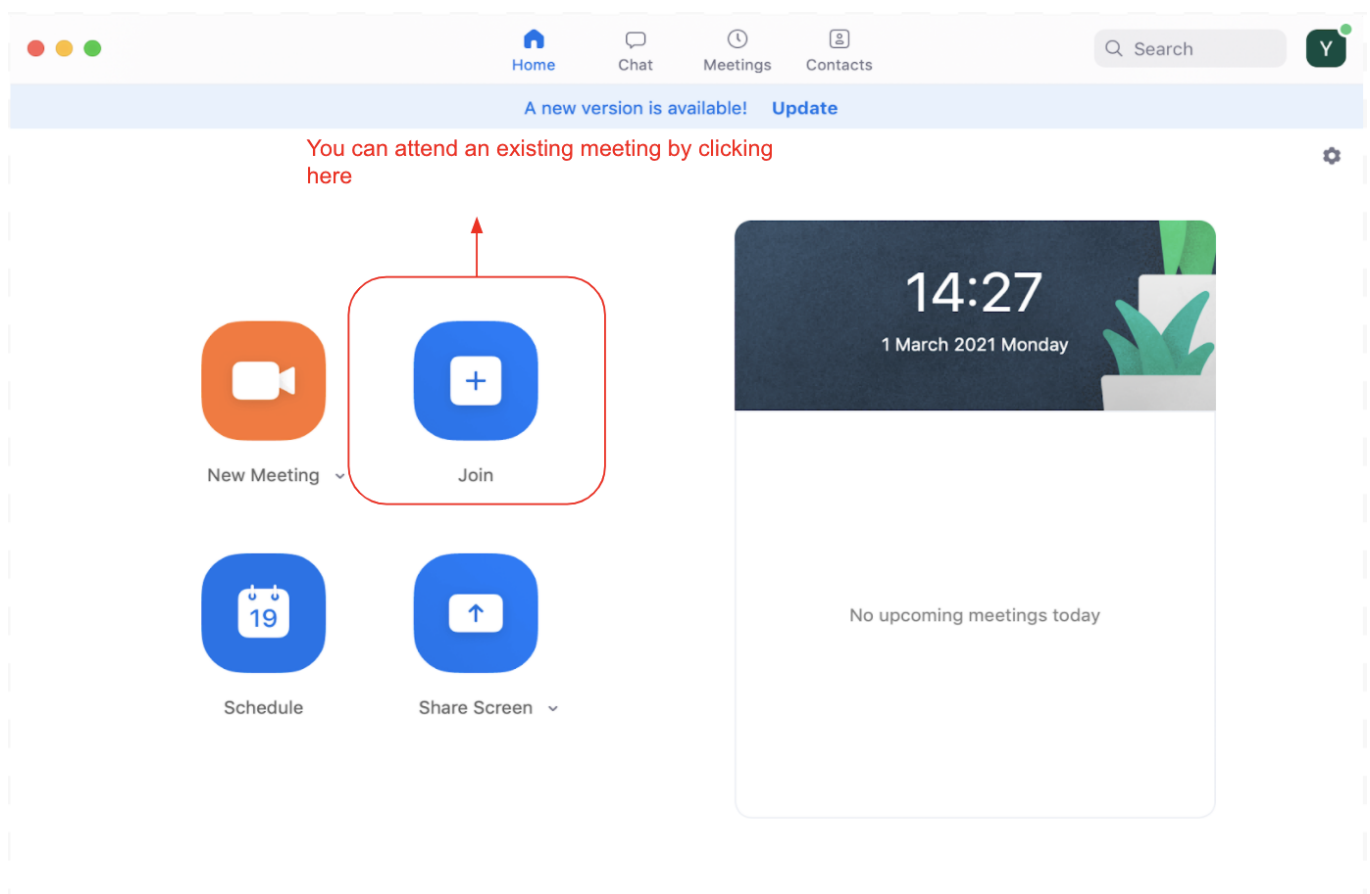 Home
Chat
Meetings
Contacts
Search
Y
A new version is available! Update
You can attend an existing meeting by clicking
here
14:27
1 March 2021 Monday
New Meeting
Join
19
Schedule
Share Screen
No upcoming meetings today